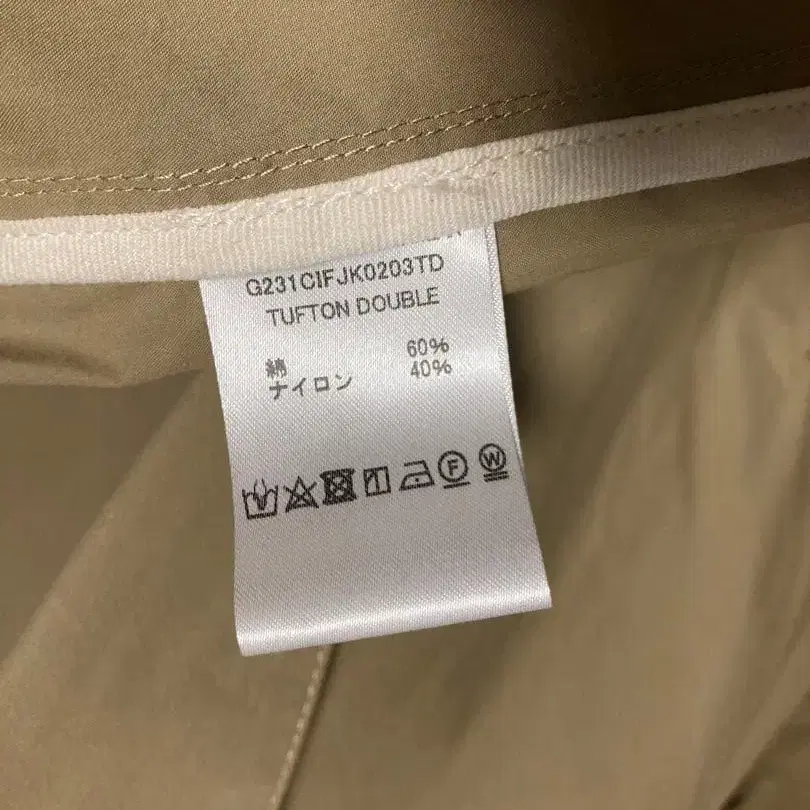 G231CIFJK0203TD
TUFTON DOUBLE
綿 60%
ナイロン 40%
F W